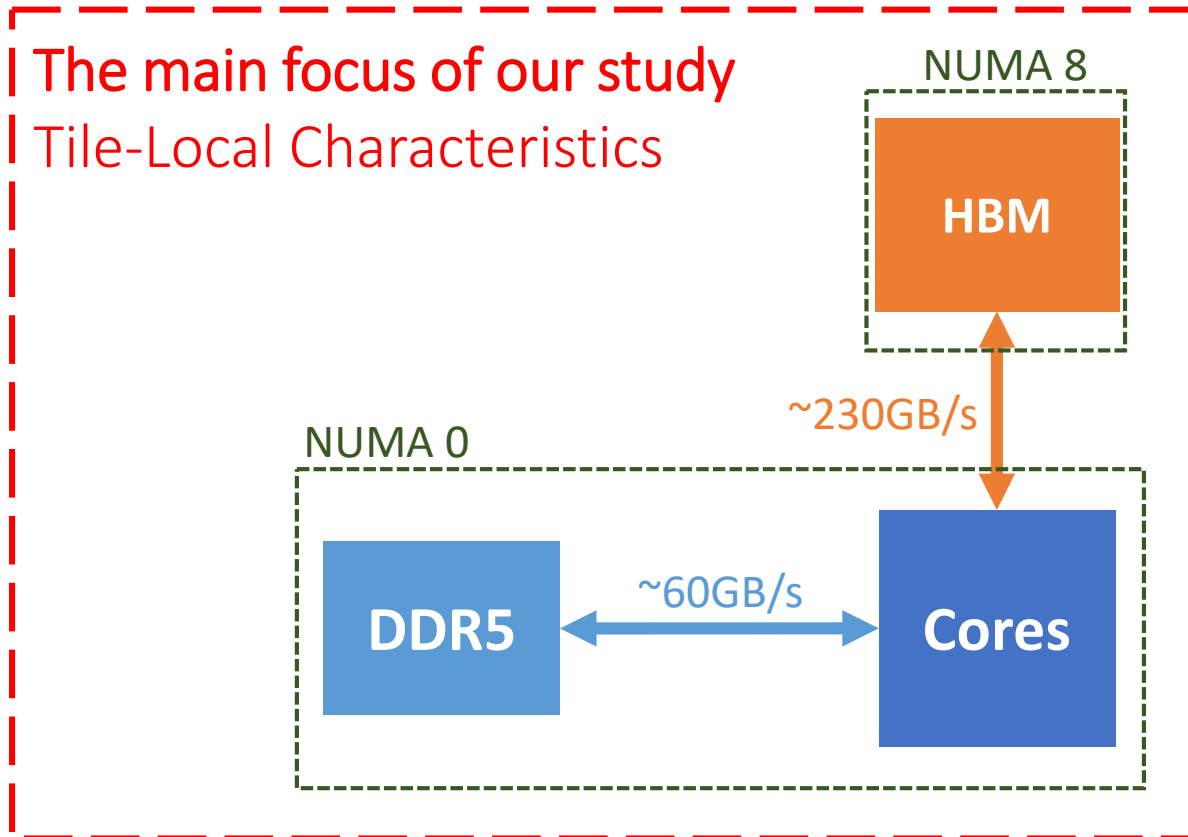 The main focus of our study
Tile-Local Characteristics
NUMA 8
HBM
~230GB/s
NUMA 0
DDR5
~60GB/s
Cores